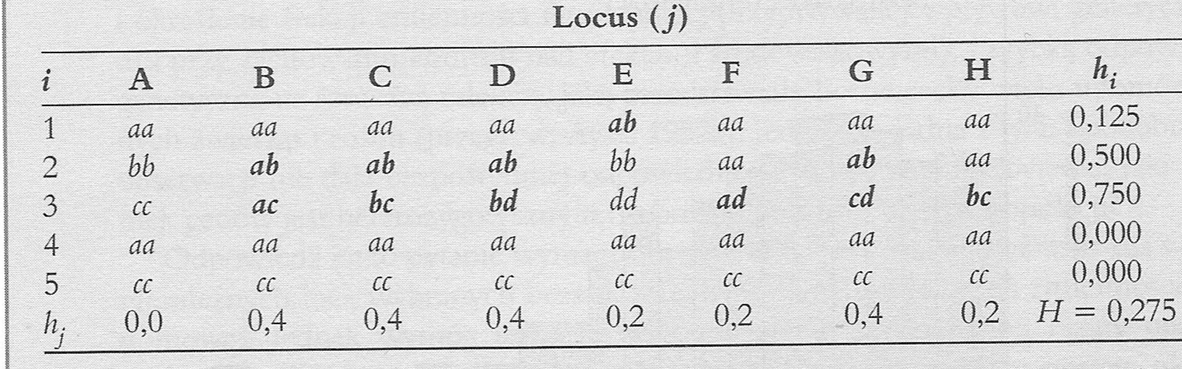 Locus (j)
i A B C D E F G H hi
1 aa aa aa aa ab aa aa aa 0,125
2 bb ab ab ab bb aa ab aa 0,500
3 cc ac bc bd dd ad cd bc 0,750
4 aa aa aa aa aa aa aa aa 0,000
5 cc cc cc cc cc cc cc cc 0,000
hj 0,0 0,4 0,4 0,4 0,2 0,2 0,4 0,2 H = 0,275